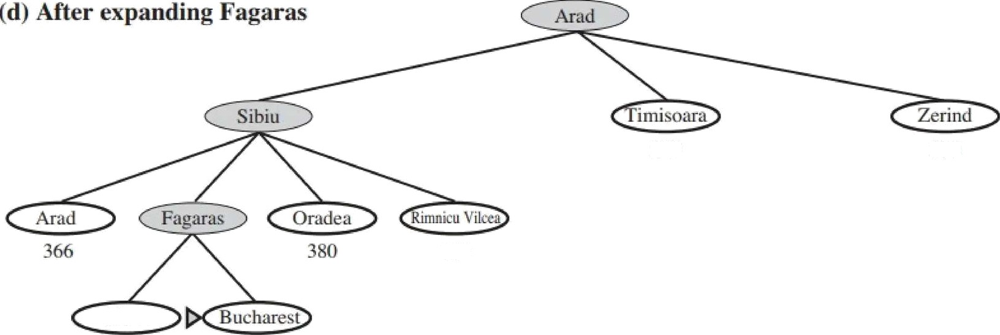 (d) After expanding Fagaras
Arad
Sibiu
Timisoara
Zerind
Arad
Fagaras
Oradea
Rimnicu Vilcea
366
380
Bucharest